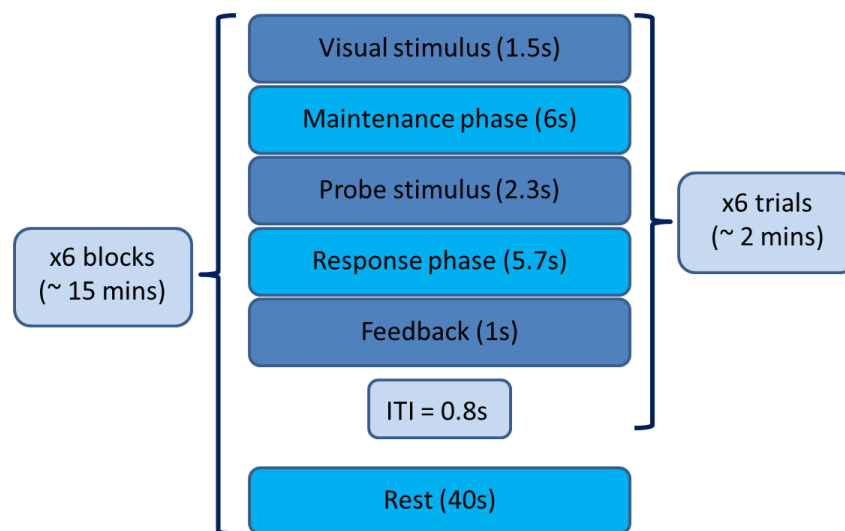 Visual stimulus (1.5s)
Maintenance phase (6s)
Probe stimulus (2.3s)
Response phase (5.7s)
Feedback (1s)
ITI = 0.8s
Rest (40s)
x6 blocks
(~ 15 mins)
x6 trials
(~ 2 mins)